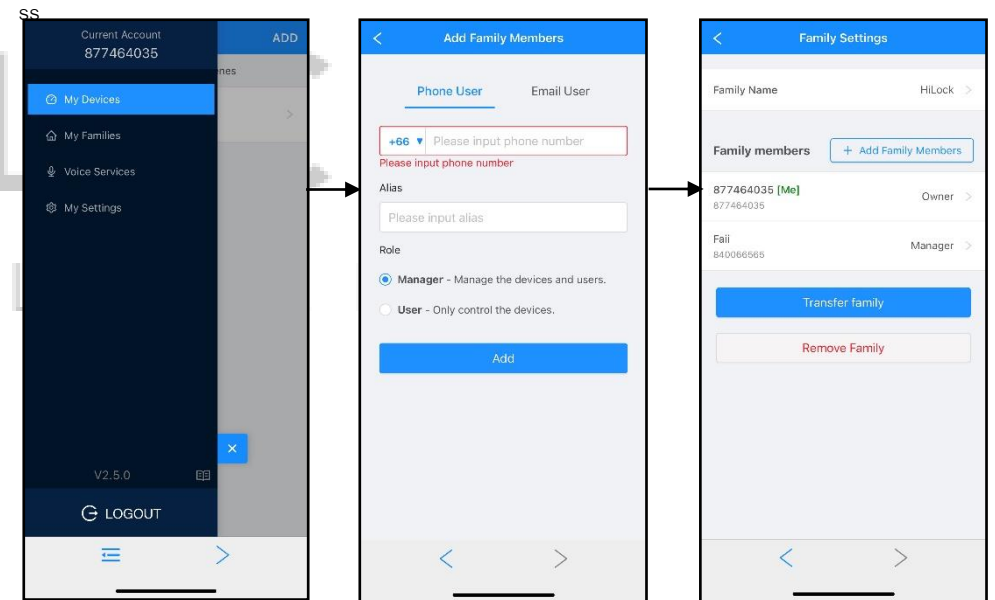 ss
Current Account
877464035
ADD
nes
My Devices
My Families
Voice Services
My Settings
V2.5.0
LOGOUT
Add Family Members
Phone User Email User
+66 ▼ Please input phone number
Please input phone number
Alias
Please input alias
Role
Manager - Manage the devices and users.
User - Only control the devices.
Add
Family Settings
Family Name HiLock
Family members + Add Family Members
877464035 [Me] Owner
877464035
Faii Manager
840066565
Transfer family
Remove Family